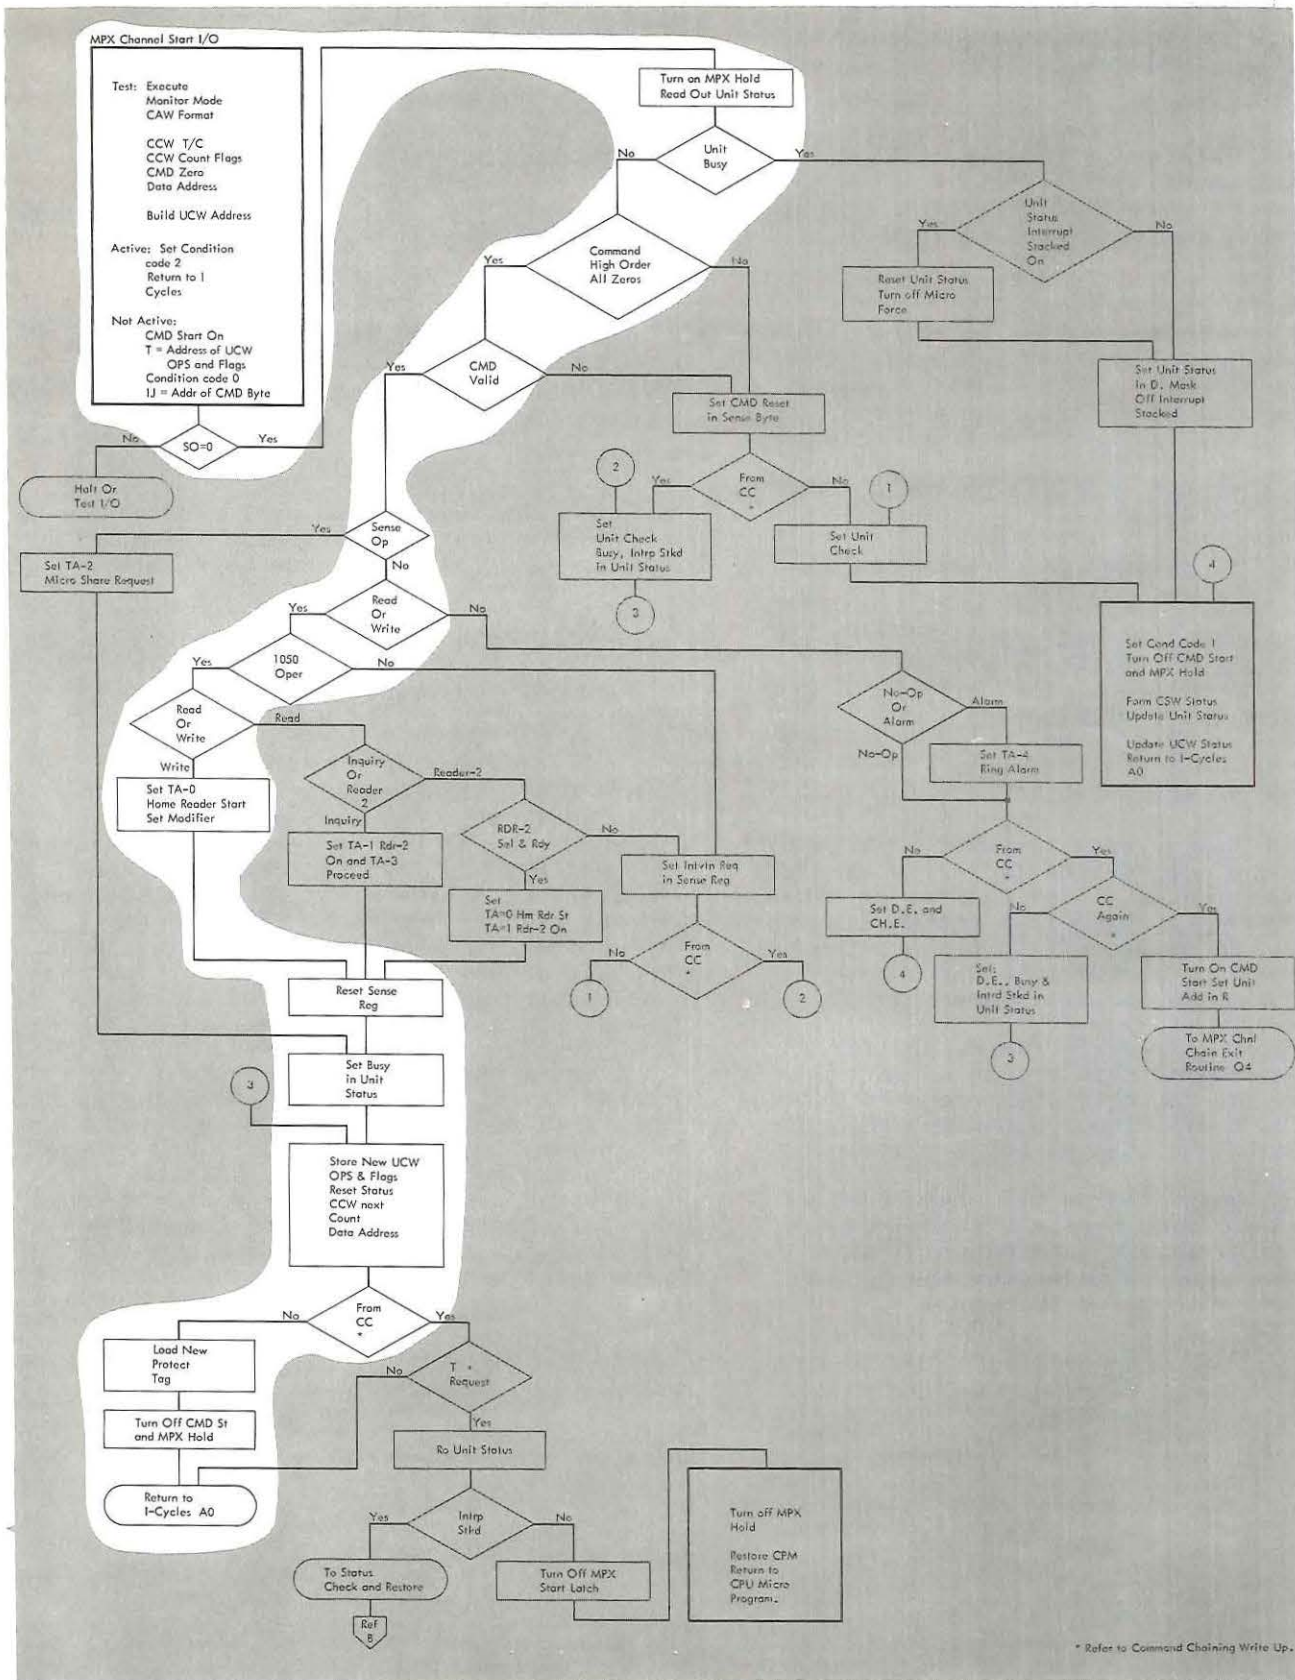 MPX Channel Start I/O
Test: Execute
Monitor Mode
CAW Format
CCW T/C
CCW Count Flags
CMD Zero
Data Address
Build UCW Address
Active: Set Condition
code 2
Return to I
Cycles
Not Active:
CMD Start On
T = Address of UCW
OPS and Flags
Condition code 0
IJ = Addr of CMD Byte
No
SO=0
Yes
Halt Or
Test I/O
Turn on MPX Hold
Read Out Unit Status
No
Unit
Busy
Yes
Unit
Status
Interrupt
Stacked
On
Yes
No
Reset Unit Status
Turn off Micro
Force
Set Unit Status
In D. Mask
Off Interrupt
Stacked
Yes
Command
High Order
All Zeros
No
Yes
CMD
Valid
No
Set CMD Reset
in Sense Byte
2
Yes
From
CC
*
No
1
Set
Unit Check
Busy, Intrp Stkd
in Unit Status
3
Set Unit
Check
4
Set Cond Code 1
Turn Off CMD Start
and MPX Hold
Form CSW Status
Update Unit Status
Update UCW Status
Return to I-Cycles
A0
Yes
Sense
Op
No
Set TA-2
Micro Share Request
Yes
Read
Or
Write
No
Yes
1050
Oper
No
Read
Or
Write
Read
Write
Set TA-0
Home Reader Start
Set Modifier
Inquiry
Or
Reader
2
Reader-2
Inquiry
Set TA-1 Rdr-2
On and TA-3
Proceed
RDR-2
Sel & Rdy
No
Yes
Set
TA=0 Hm Rdr St
TA=1 Rdr-2 On
Set Intvtn Req
in Sense Reg
No
From
CC
*
Yes
1
2
No-Op
Or
Alarm
Alarm
No-Op
Set TA-4
Ring Alarm
No
From
CC
*
Yes
Set D.E. and
CH.E.
4
No
CC
Again
*
Yes
Set:
D.E., Busy &
Intrd Stkd in
Unit Status
3
Turn On CMD
Start Set Unit
Add in R
To MPX Chnl
Chain Exit
Routine Q4
Reset Sense
Reg
Set Busy
in Unit
Status
3
Store New UCW
OPS & Flags
Reset Status
CCW next
Count
Data Address
No
From
CC
*
Yes
Load New
Protect
Tag
Turn Off CMD St
and MPX Hold
Return to
I-Cycles A0
No
T =
Request
Yes
Ro Unit Status
Yes
Intrp
Stkd
No
To Status
Check and Restore
Ref
B
Turn Off MPX
Start Latch
Turn off MPX
Hold
Restore CPM
Return to
CPU Micro
Program.
* Refer to Command Chaining Write Up.